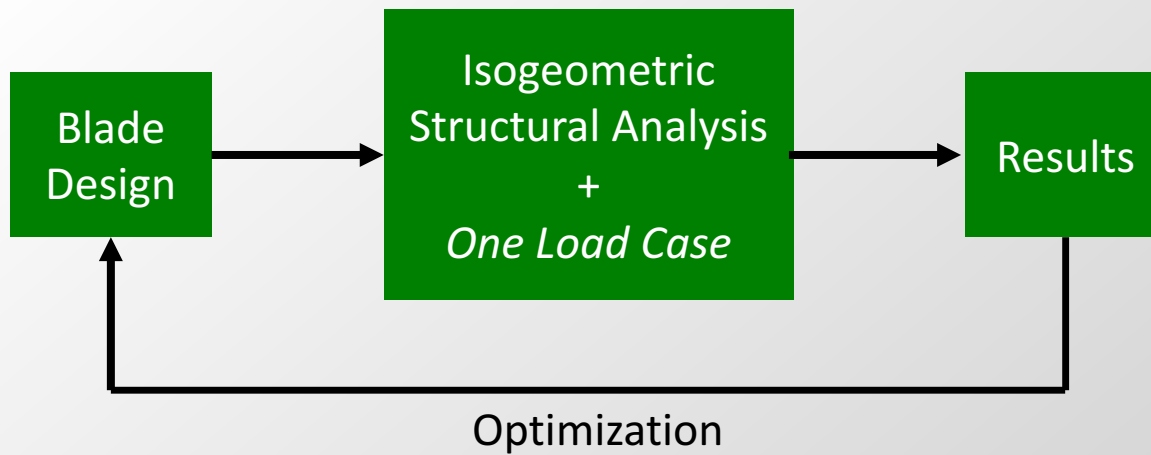 Blade
Design
Isogeometric
Structural Analysis
+
One Load Case
Results
Optimization